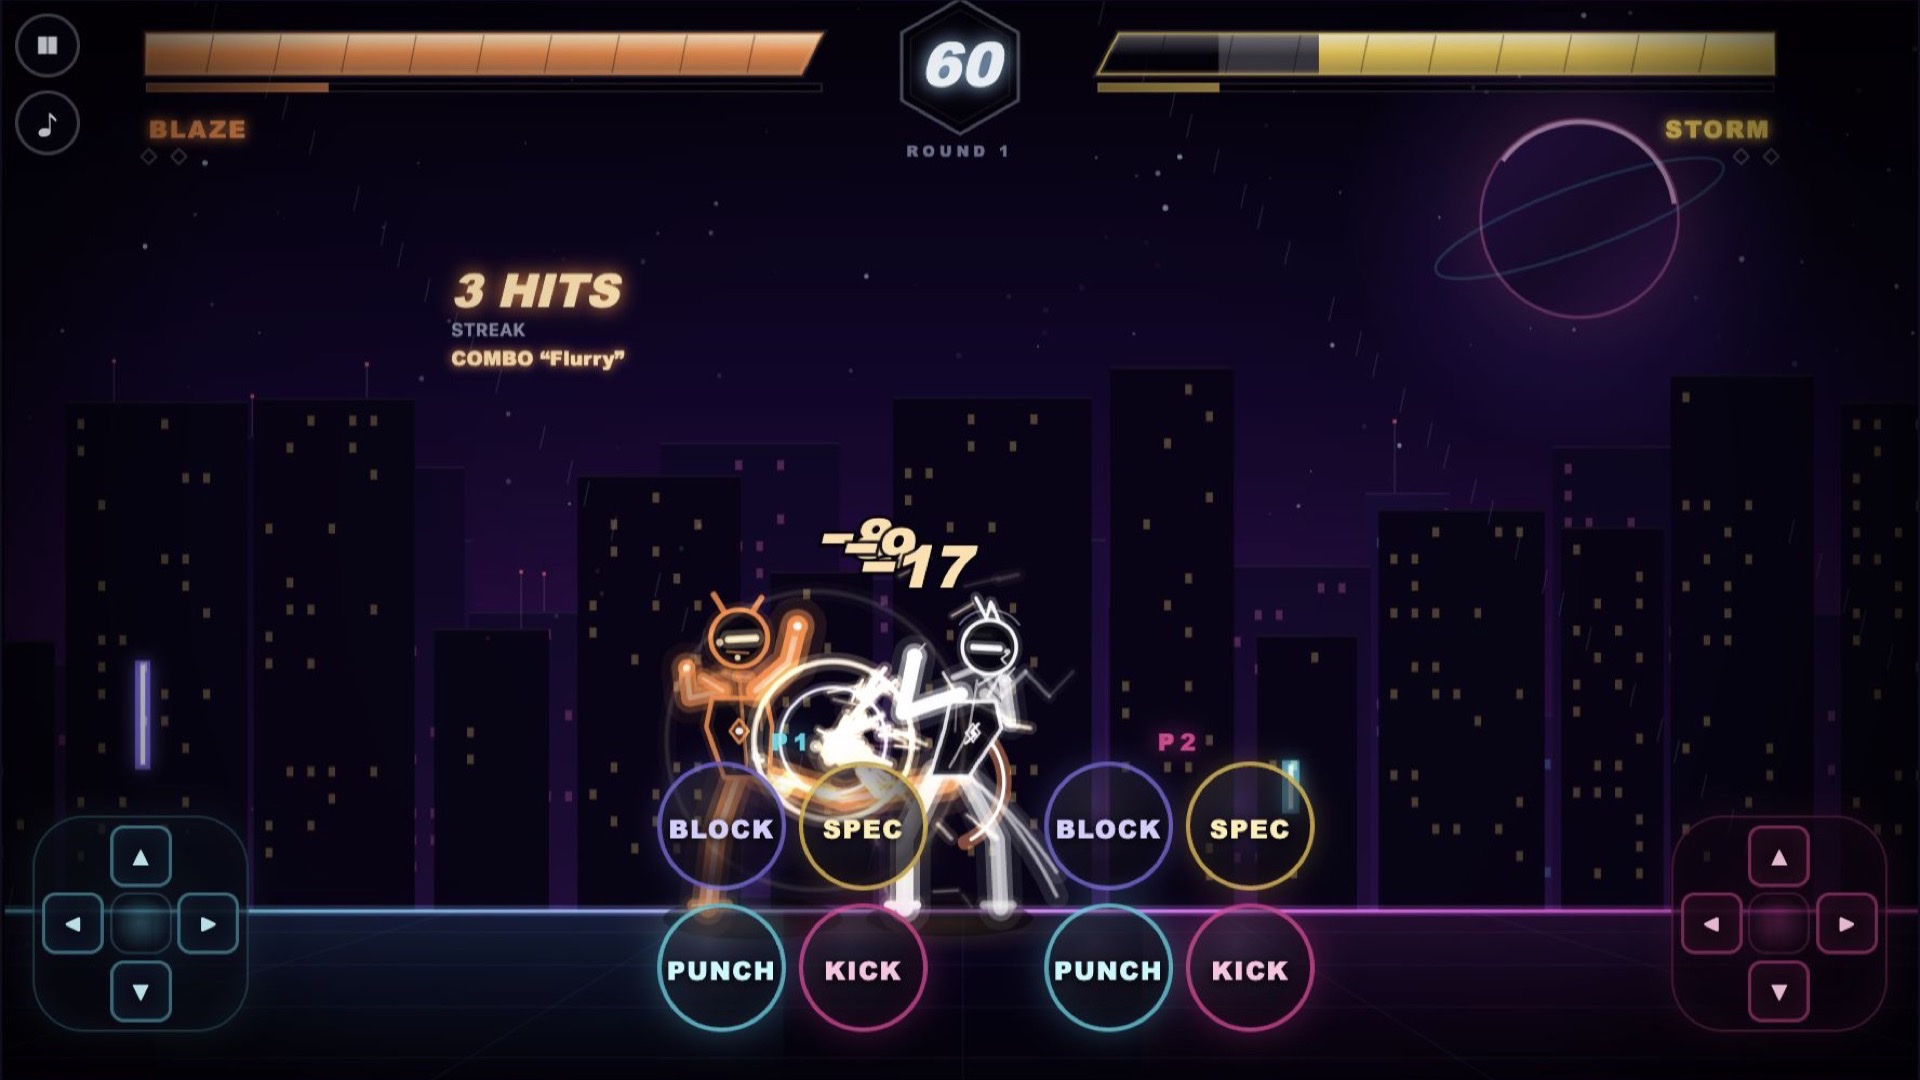 60
BLAZE
STORM
ROUND 1
3 HITS
STREAK
COMBO “Flurry”
-17
P1
P2
BLOCK
SPEC
BLOCK
SPEC
PUNCH
KICK
PUNCH
KICK